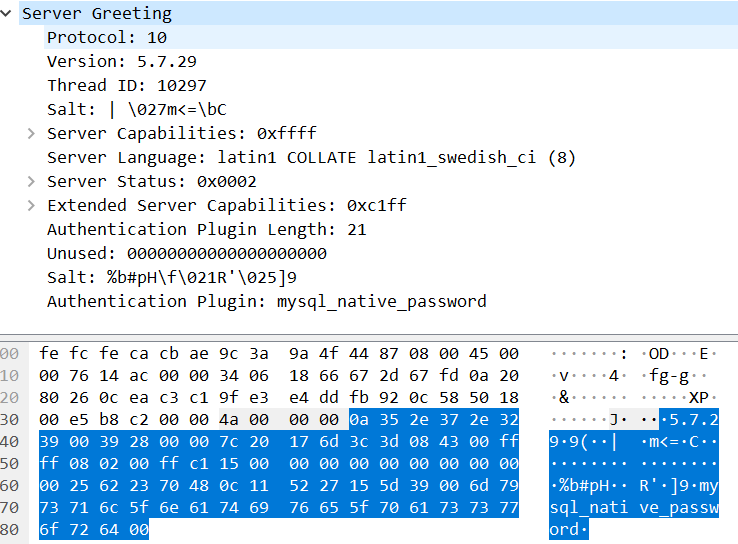 Server Greeting
Protocol: 10
Version: 5.7.29
Thread ID: 10297
Salt: | \027m<=\bC
Server Capabilities: 0xffff
Server Language: latin1 COLLATE latin1_swedish_ci (8)
Server Status: 0x0002
Extended Server Capabilities: 0xc1ff
Authentication Plugin Length: 21
Unused: 00000000000000000000
Salt: %b#pH\f\021R'\025]9
Authentication Plugin: mysql_native_password
00 fe fc fe ca cb ae 9c 3a 9a 4f 44 87 08 00 45 00 ·······: ·OD···E·
10 00 76 14 ac 00 00 34 06 18 66 67 2d 67 fd 0a 20 ·v····4· ·fg-g··
20 80 26 0c ea c3 c1 9f e3 e4 dd fb 92 0c 58 50 18 ·&······ ·····XP·
30 00 e5 b8 c2 00 00 4a 00 00 00 0a 35 2e 37 2e 32 ······J· ···5.7.2
40 39 00 39 28 00 00 7c 20 17 6d 3c 3d 08 43 00 ff 9·9(··| ·m<=·C··
50 ff 08 02 00 ff c1 15 00 00 00 00 00 00 00 00 00 ········ ········
60 00 25 62 23 70 48 0c 11 52 27 15 5d 39 00 6d 79 ·%b#pH·· R'·]9·my
70 73 71 6c 5f 6e 61 74 69 76 65 5f 70 61 73 73 77 sql_nati ve_passw
80 6f 72 64 00 ord·